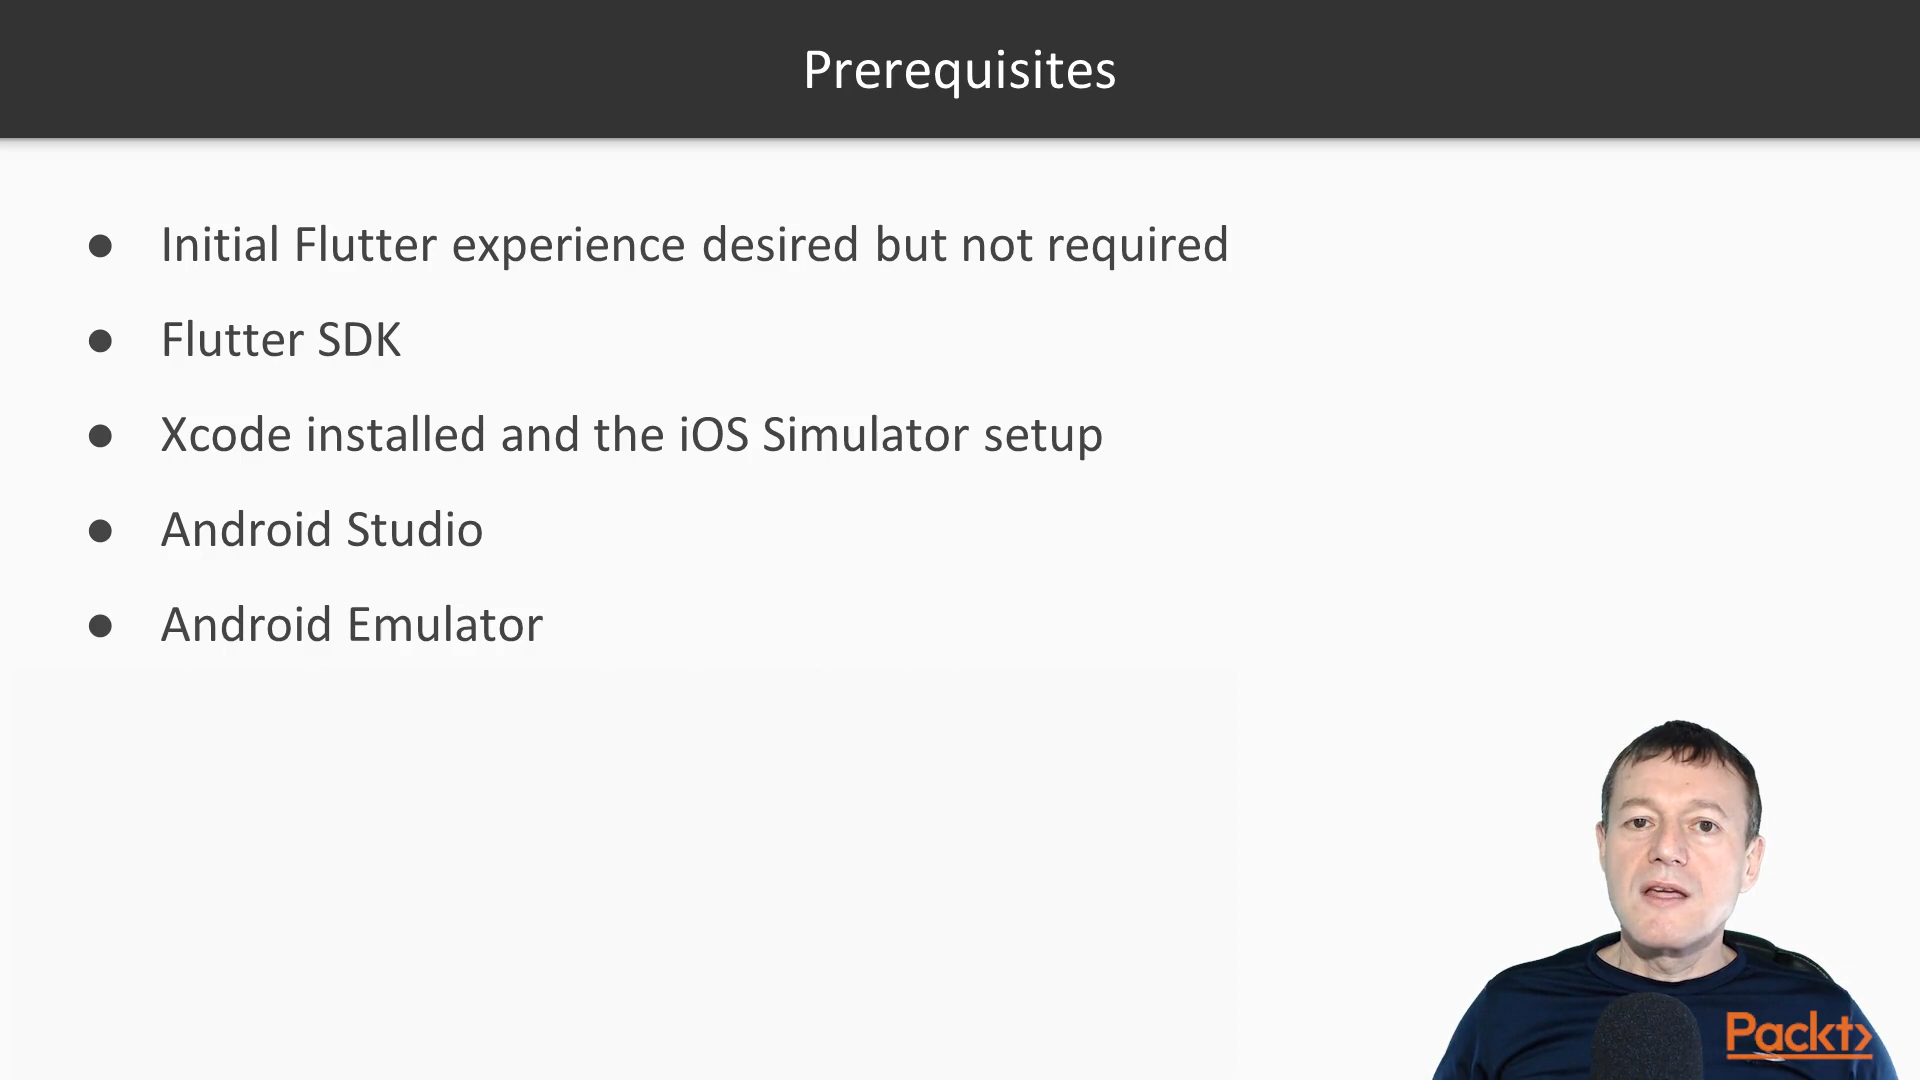 Prerequisites
● Initial Flutter experience desired but not required
● Flutter SDK
● Xcode installed and the iOS Simulator setup
● Android Studio
● Android Emulator
Packt>